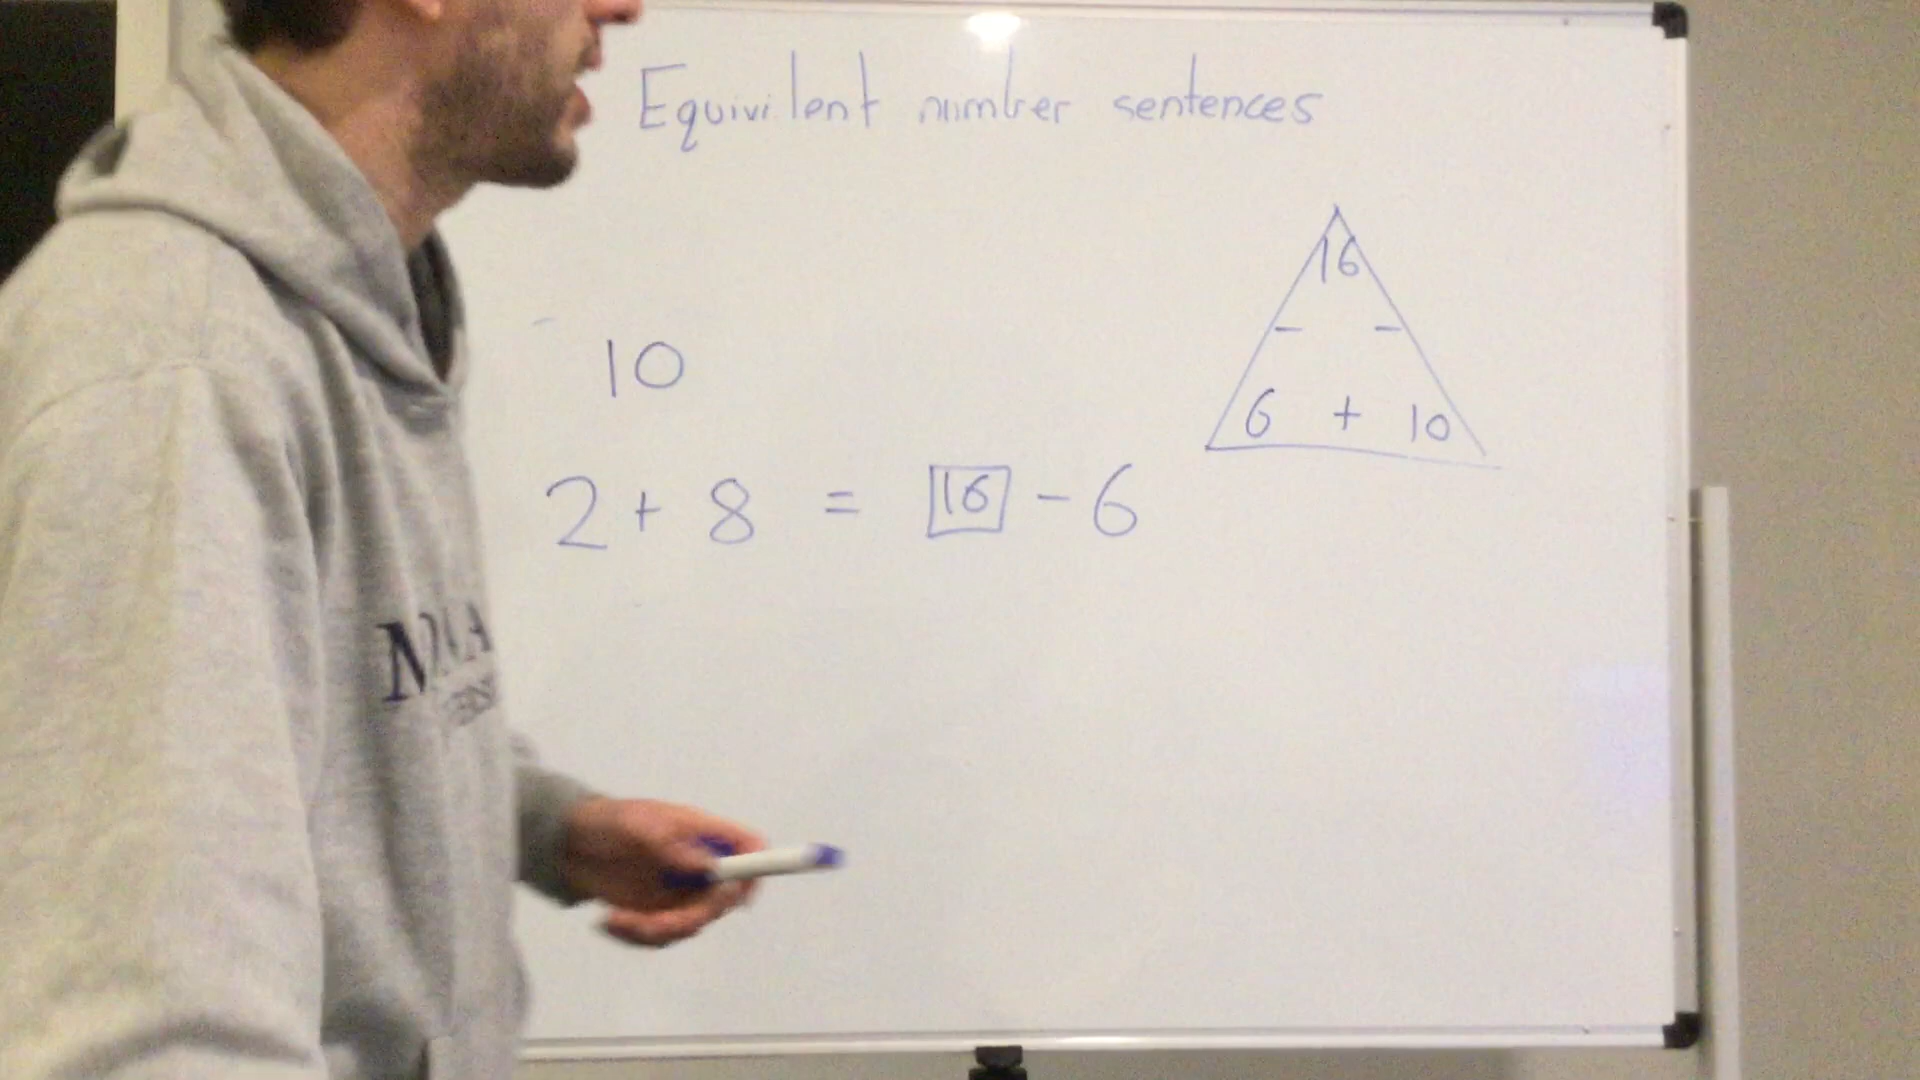 Equivilent number sentences
16
- -
6 + 10
10
2 + 8 = 16 - 6